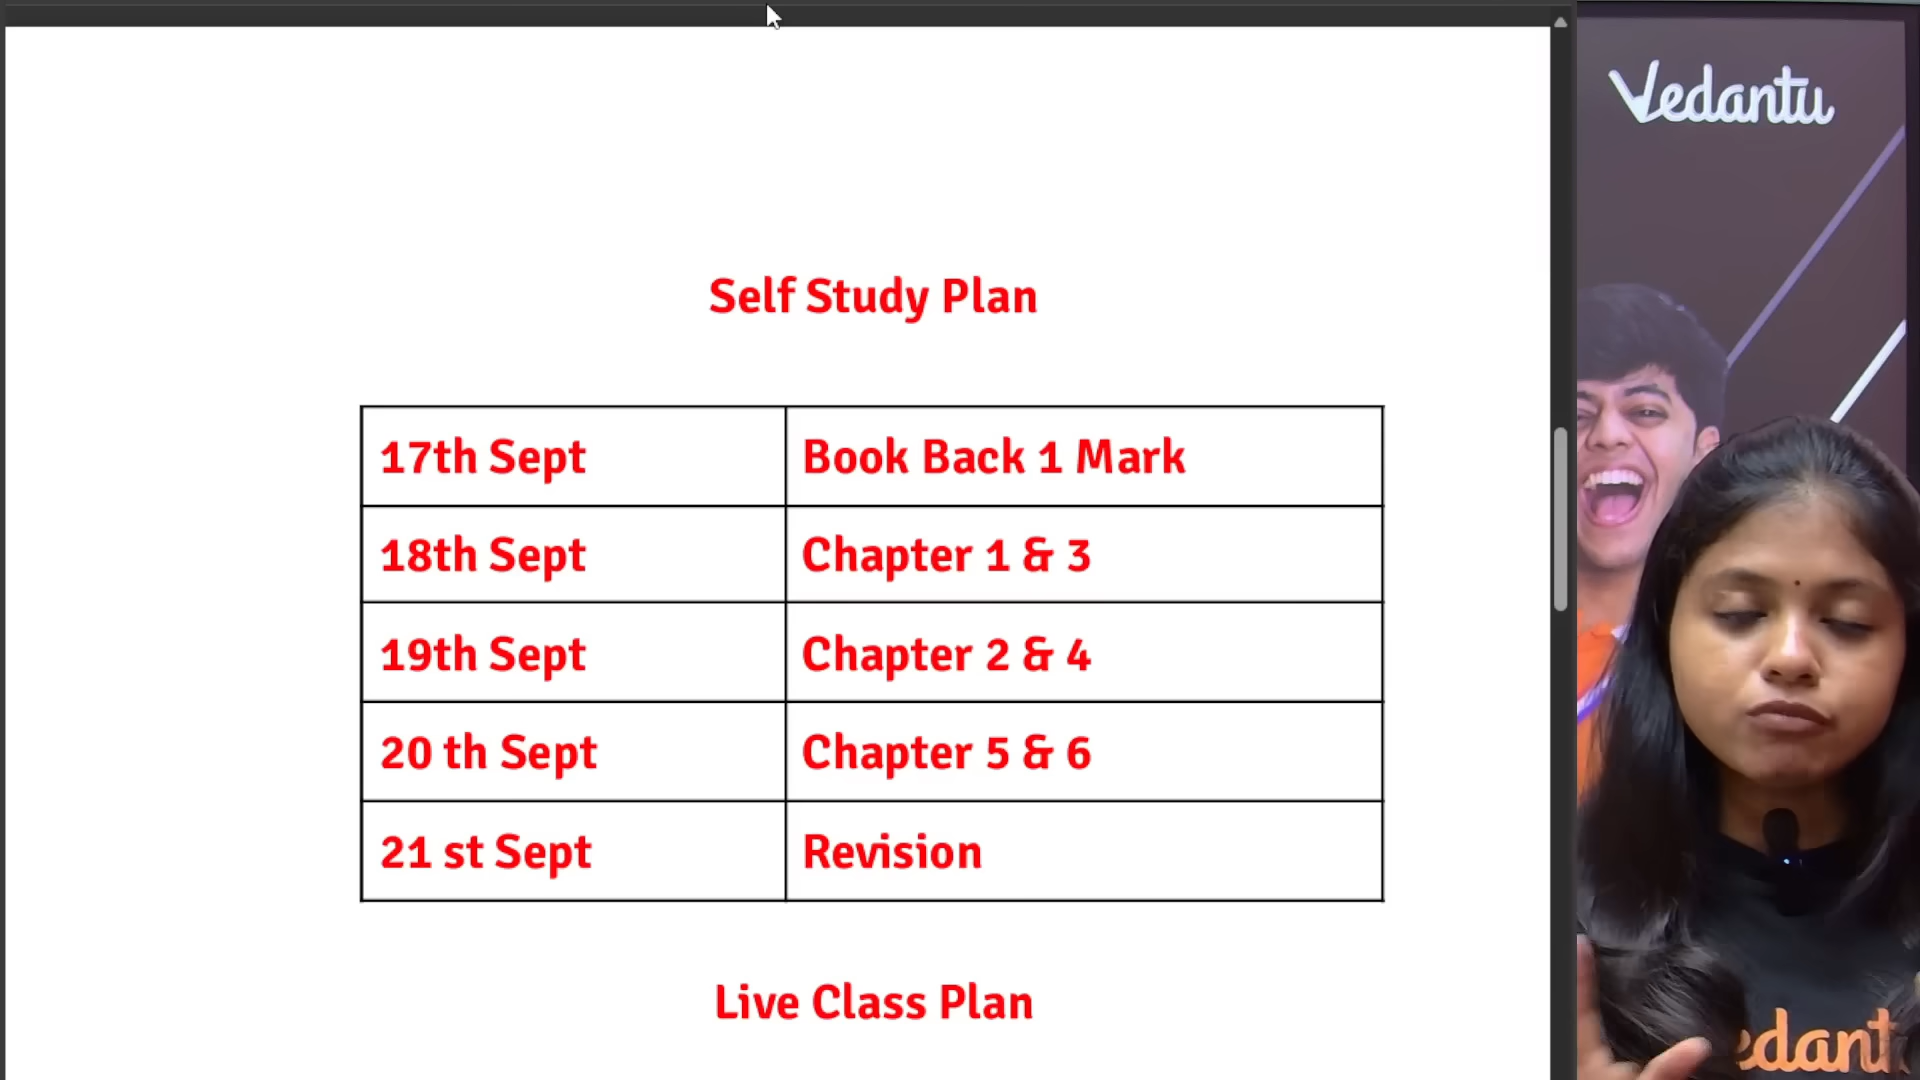 Vedantu
Self Study Plan
17th Sept Book Back 1 Mark
18th Sept Chapter 1 & 3
19th Sept Chapter 2 & 4
20 th Sept Chapter 5 & 6
21 st Sept Revision
Live Class Plan
edant